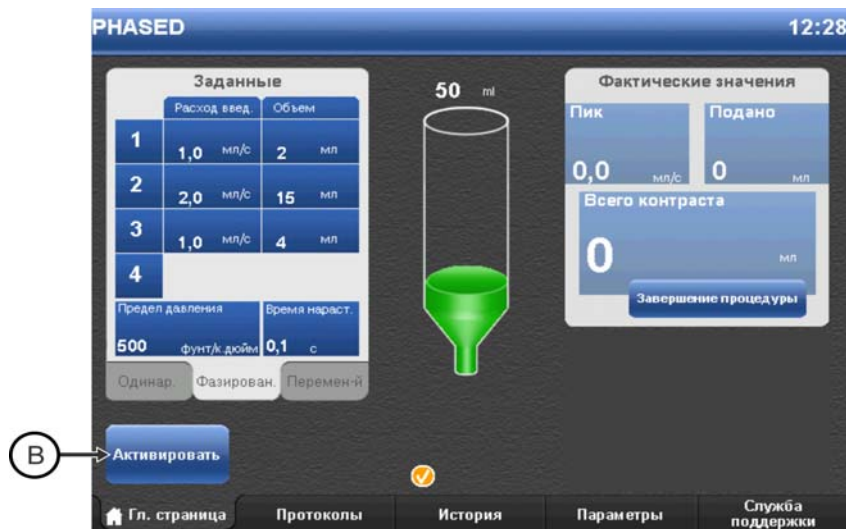 PHASED 12:28
Заданные
Расход введ. Объем
1 1,0 мл/с 2 мл
2 2,0 мл/с 15 мл
3 1,0 мл/с 4 мл
4
Предел давления Время нараст.
500 фунт/к.дюйм 0,1 с
Одинар. Фазирован. Перемен-й
50 ml
Фактические значения
Пик Подано
0,0 мл/с 0 мл
Всего контраста
0 мл
Завершение процедуры
B Активировать
Гл. страница Протоколы История Параметры Служба
поддержки